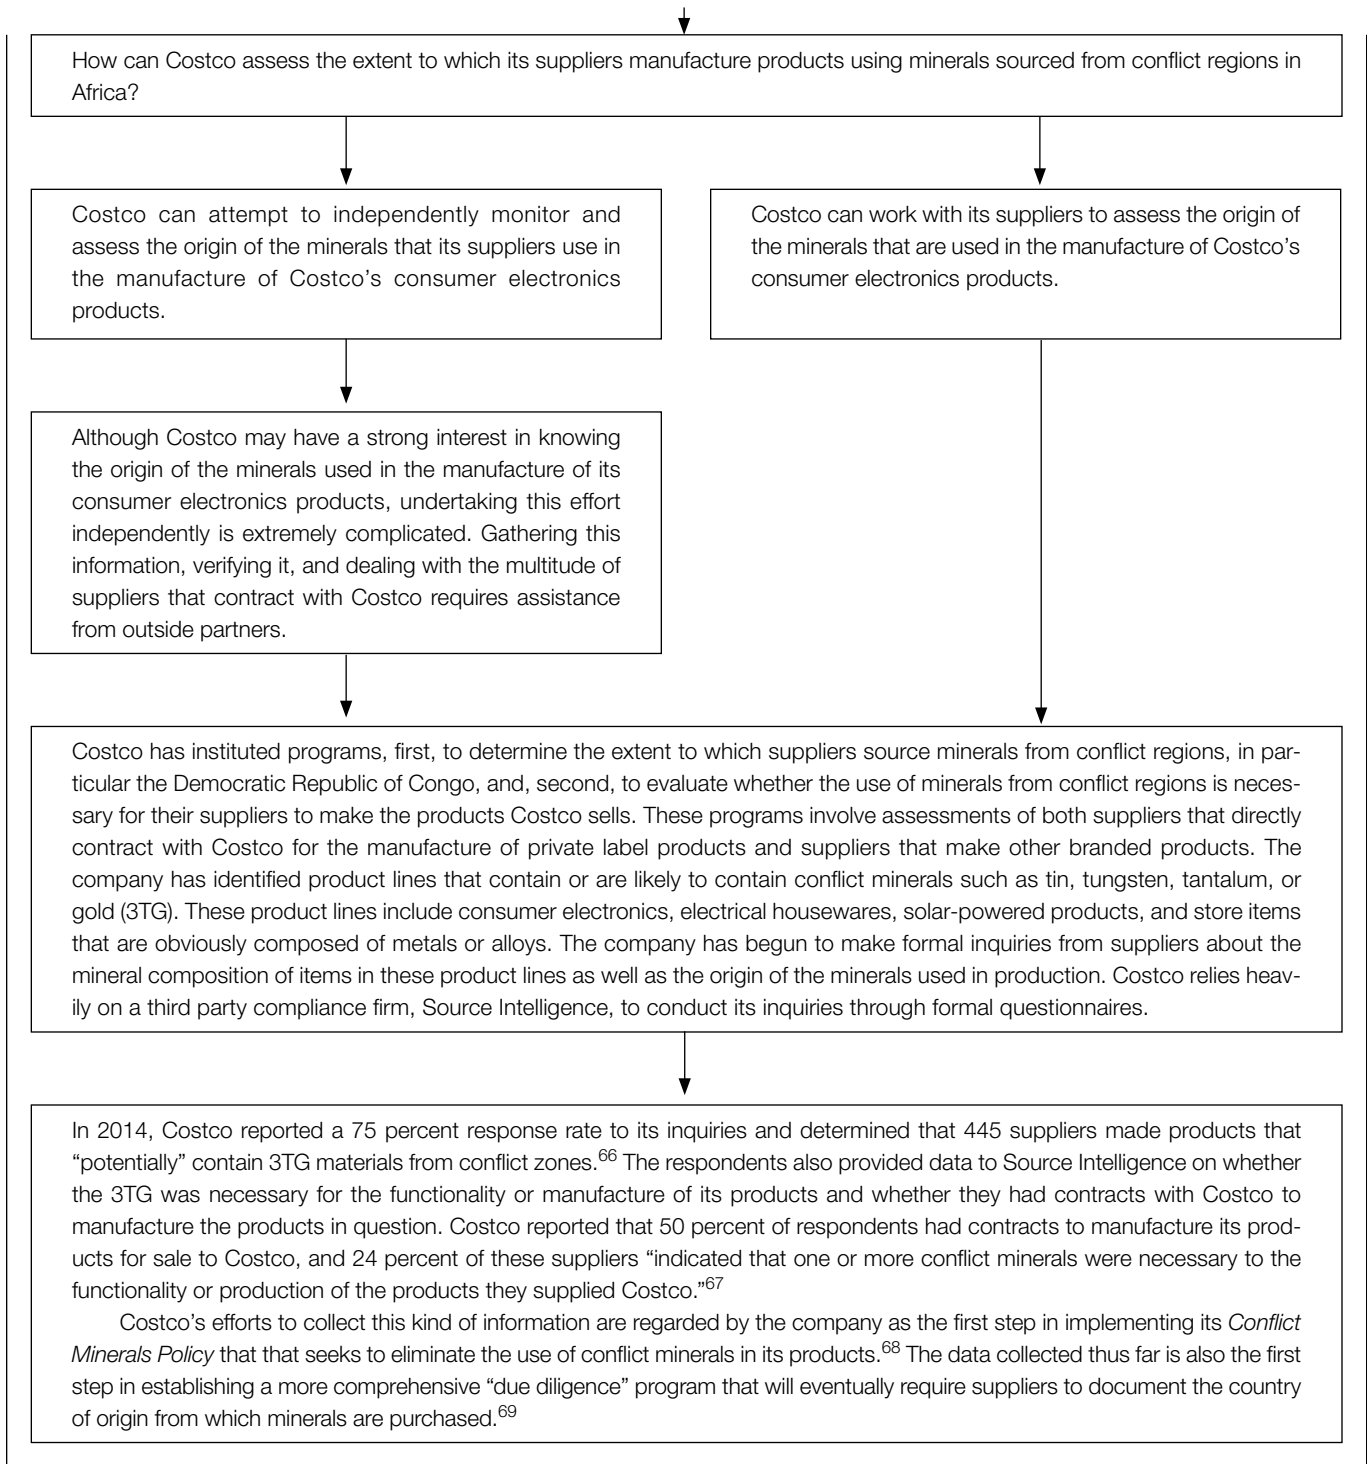 How can Costco assess the extent to which its suppliers manufacture products using minerals sourced from conflict regions in
Africa?
Costco can attempt to independently monitor and
assess the origin of the minerals that its suppliers use in
the manufacture of Costco’s consumer electronics
products.
Costco can work with its suppliers to assess the origin of
the minerals that are used in the manufacture of Costco’s
consumer electronics products.
Although Costco may have a strong interest in knowing
the origin of the minerals used in the manufacture of its
consumer electronics products, undertaking this effort
independently is extremely complicated. Gathering this
information, verifying it, and dealing with the multitude of
suppliers that contract with Costco requires assistance
from outside partners.
Costco has instituted programs, first, to determine the extent to which suppliers source minerals from conflict regions, in par-
ticular the Democratic Republic of Congo, and, second, to evaluate whether the use of minerals from conflict regions is neces-
sary for their suppliers to make the products Costco sells. These programs involve assessments of both suppliers that directly
contract with Costco for the manufacture of private label products and suppliers that make other branded products. The
company has identified product lines that contain or are likely to contain conflict minerals such as tin, tungsten, tantalum, or
gold (3TG). These product lines include consumer electronics, electrical housewares, solar-powered products, and store items
that are obviously composed of metals or alloys. The company has begun to make formal inquiries from suppliers about the
mineral composition of items in these product lines as well as the origin of the minerals used in production. Costco relies heav-
ily on a third party compliance firm, Source Intelligence, to conduct its inquiries through formal questionnaires.
In 2014, Costco reported a 75 percent response rate to its inquiries and determined that 445 suppliers made products that
“potentially” contain 3TG materials from conflict zones.66 The respondents also provided data to Source Intelligence on whether
the 3TG was necessary for the functionality or manufacture of its products and whether they had contracts with Costco to
manufacture the products in question. Costco reported that 50 percent of respondents had contracts to manufacture its prod-
ucts for sale to Costco, and 24 percent of these suppliers “indicated that one or more conflict minerals were necessary to the
functionality or production of the products they supplied Costco.”67
Costco’s efforts to collect this kind of information are regarded by the company as the first step in implementing its Conflict
Minerals Policy that that seeks to eliminate the use of conflict minerals in its products.68 The data collected thus far is also the first
step in establishing a more comprehensive “due diligence” program that will eventually require suppliers to document the country
of origin from which minerals are purchased.69